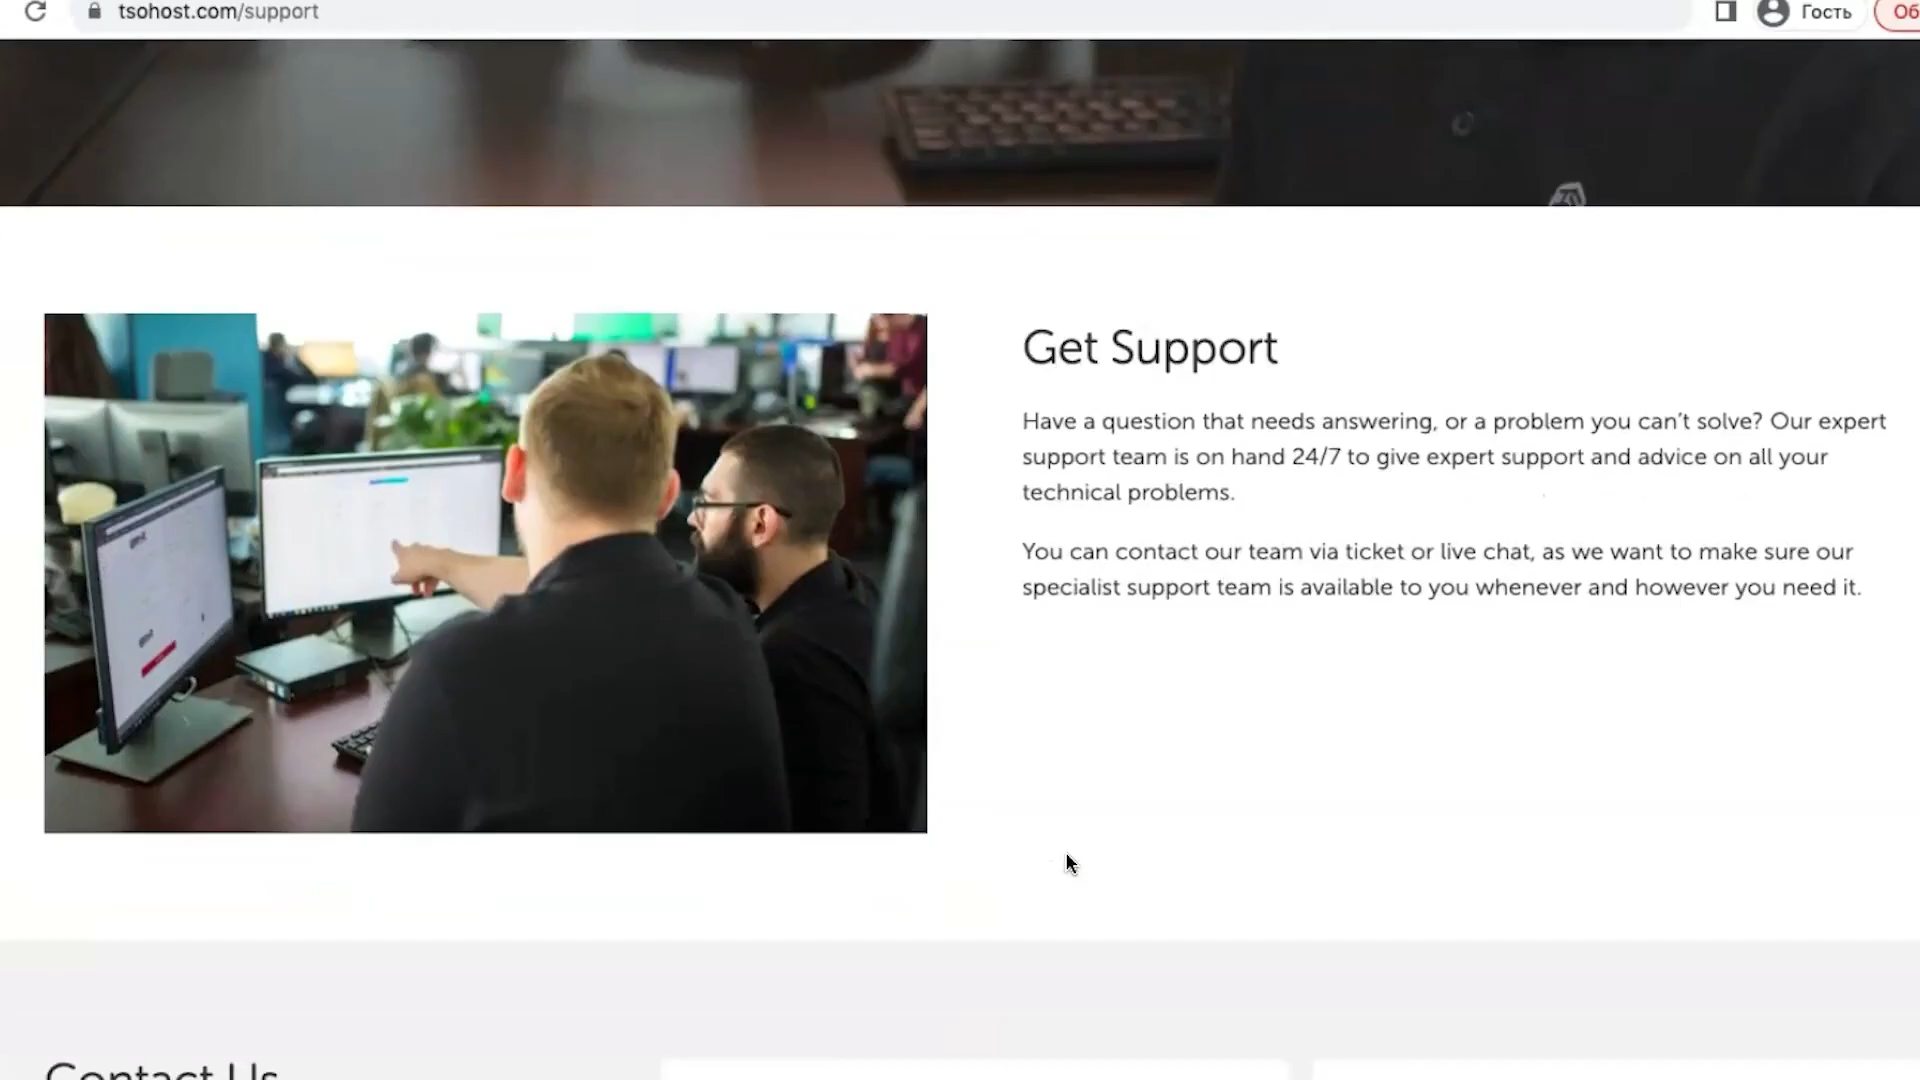 tsohost.com/support
Гость
Об
Get Support
Have a question that needs answering, or a problem you can't solve? Our expert
support team is on hand 24/7 to give expert support and advice on all your
technical problems.
You can contact our team via ticket or live chat, as we want to make sure our
specialist support team is available to you whenever and however you need it.
Contact Us